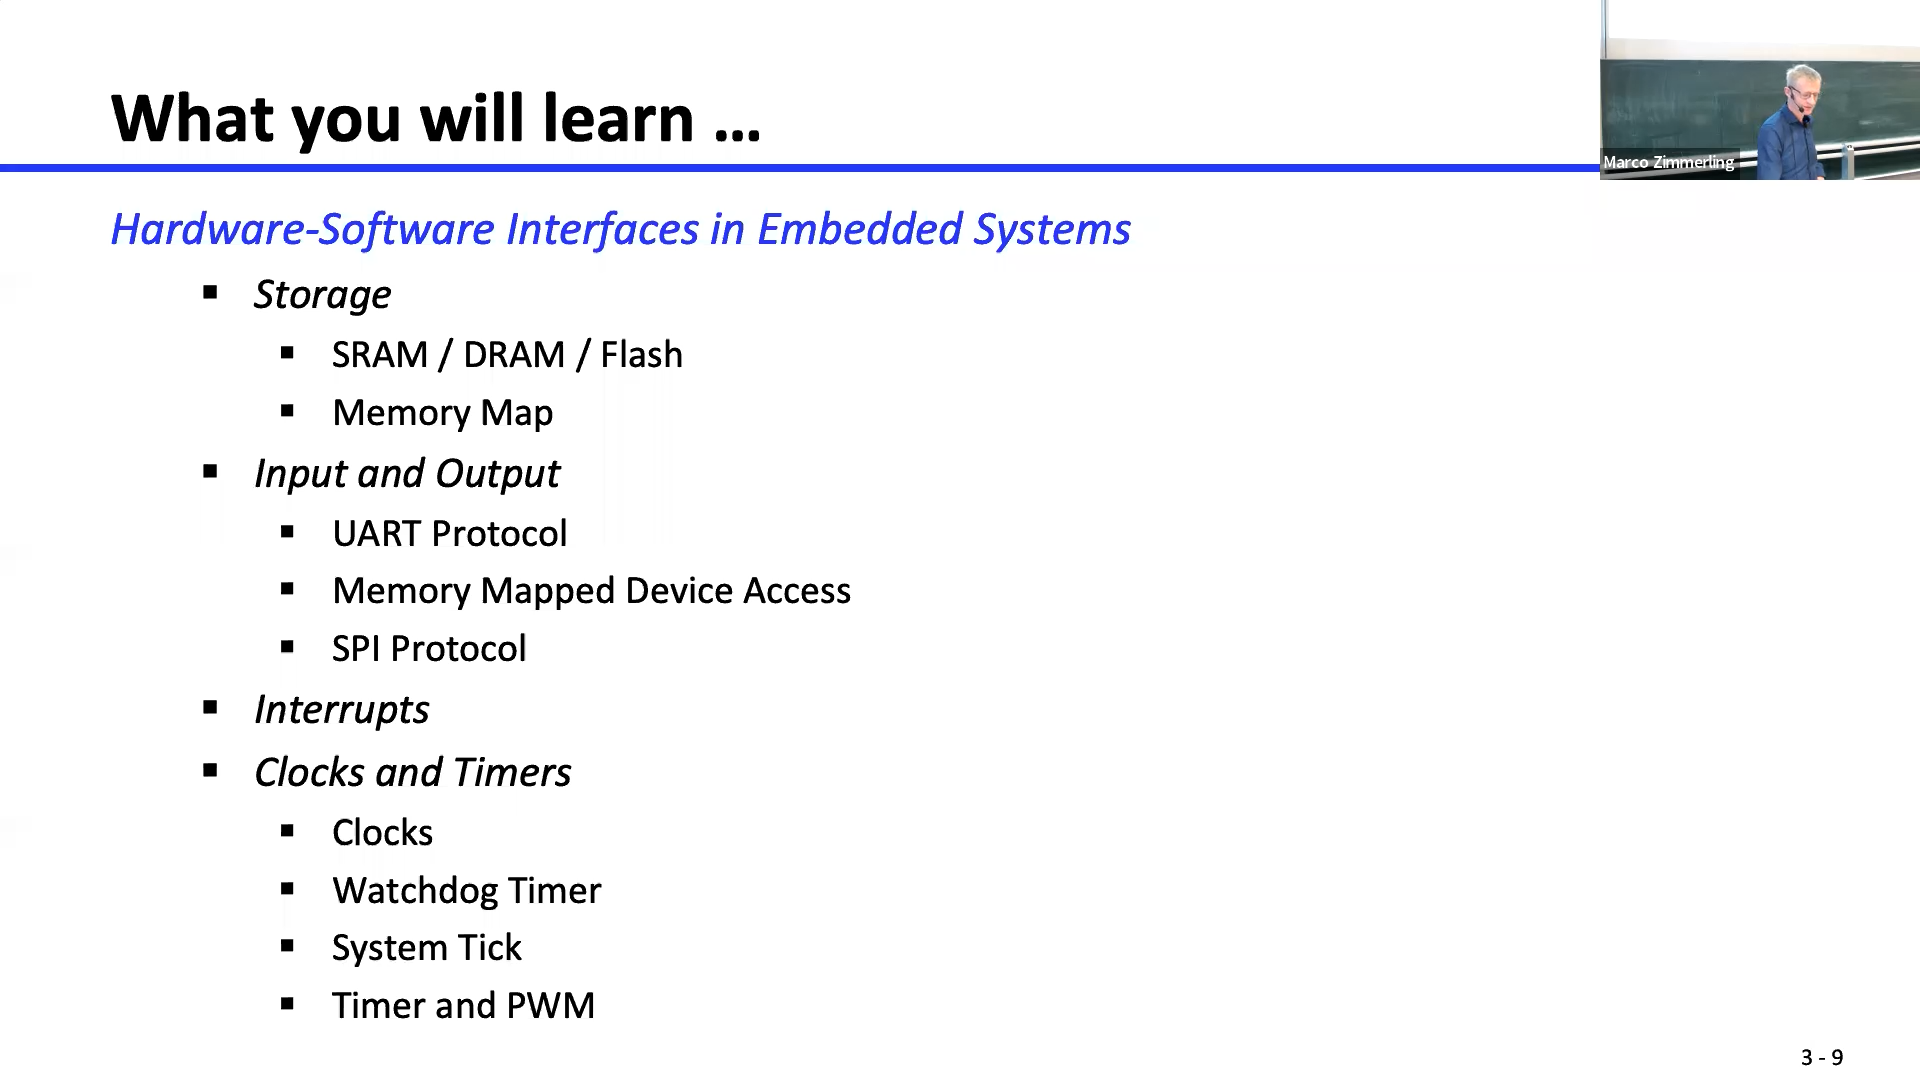 What you will learn …
Marco Zimmerling
Hardware-Software Interfaces in Embedded Systems
▪ Storage
▪ SRAM / DRAM / Flash
▪ Memory Map
▪ Input and Output
▪ UART Protocol
▪ Memory Mapped Device Access
▪ SPI Protocol
▪ Interrupts
▪ Clocks and Timers
▪ Clocks
▪ Watchdog Timer
▪ System Tick
▪ Timer and PWM
3 - 9